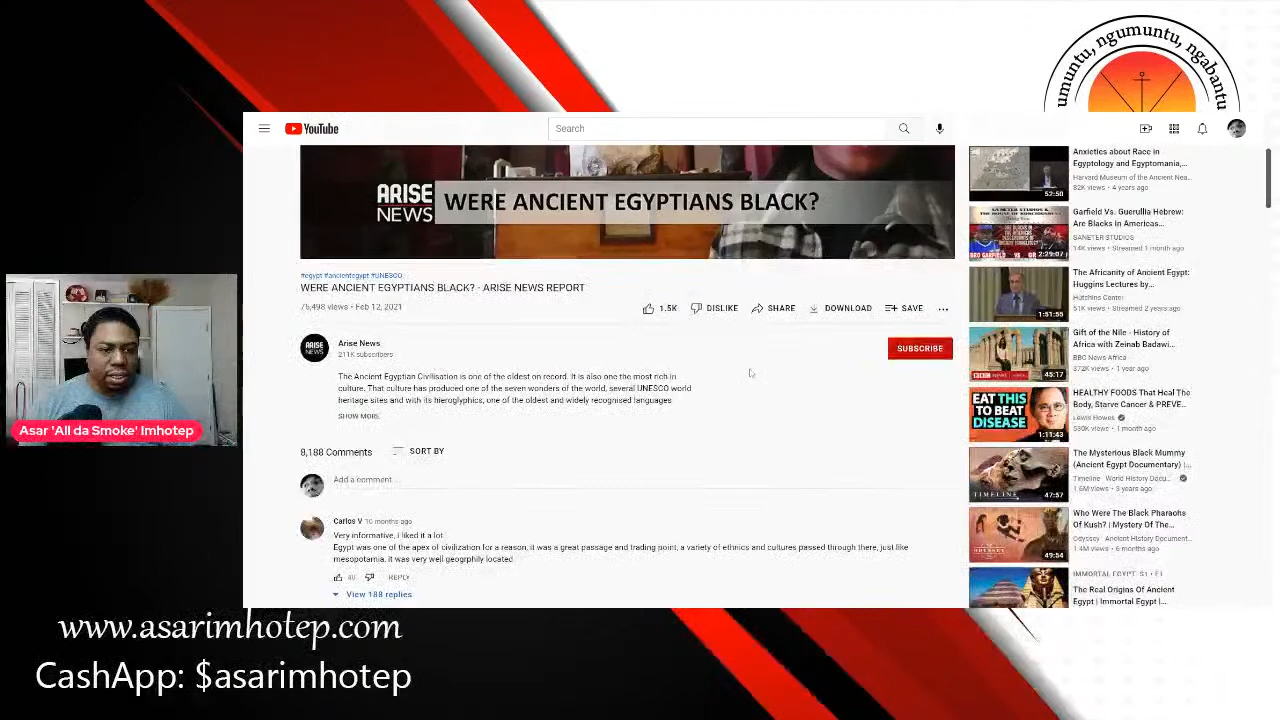 umuntu, ngumuntu, ngabantu
YouTube
Search
ARISE
NEWS
WERE ANCIENT EGYPTIANS BLACK?
#egypt #ancientegypt #UNESCO
WERE ANCIENT EGYPTIANS BLACK? - ARISE NEWS REPORT
75,498 views • Feb 12, 2021
1.5K
DISLIKE
SHARE
DOWNLOAD
SAVE
ARISE
NEWS
Arise News
211K subscribers
SUBSCRIBE
The Ancient Egyptian Civilisation is one of the oldest on record. It is also one the most rich in
culture. That culture has produced one of the seven wonders of the world, several UNESCO world
heritage sites and with its hieroglyphics, one of the oldest and widely recognised languages
SHOW MORE
8,188 Comments
SORT BY
Add a comment...
Carlos V 10 months ago
Very informative, I liked it a lot.
Egypt was one of the apex of civilization for a reason, it was a great passage and trading point, a variety of ethnics and cultures passed through there, just like
mesopotamia. it was very well geogrphily located
REPLY
View 188 replies
Anxieties about Race in
Egyptology and Egyptomania,...
Harvard Museum of the Ancient Nea...
82K views • 4 years ago
52:50
Garfield Vs. Guerullia Hebrew:
Are Blacks In Americas...
SANETER STUDIOS
14K views • Streamed 1 month ago
2:29:07
The Africanity of Ancient Egypt:
Huggins Lectures by...
Hutchins Center
51K views • Streamed 2 years ago
1:51:55
Gift of the Nile - History of
Africa with Zeinab Badawi...
BBC News Africa
372K views • 1 year ago
45:17
HEALTHY FOODS That Heal The
Body, Starve Cancer & PREVE...
Lewis Howes
530K views • 1 month ago
EAT THIS
TO BEAT
DISEASE
1:11:43
The Mysterious Black Mummy
(Ancient Egypt Documentary) |...
Timeline - World History Docu...
1.6M views • 3 years ago
TIMELINE
47:57
Who Were The Black Pharaohs
Of Kush? | Mystery Of The...
Odyssey - Ancient History Document...
1.4M views • 6 months ago
49:54
IMMORTAL EGYPT • S1 • E1
The Real Origins Of Ancient
Egypt | Immortal Egypt |...
Asar 'All da Smoke' Imhotep
www.asarimhotep.com
CashApp: $asarimhotep